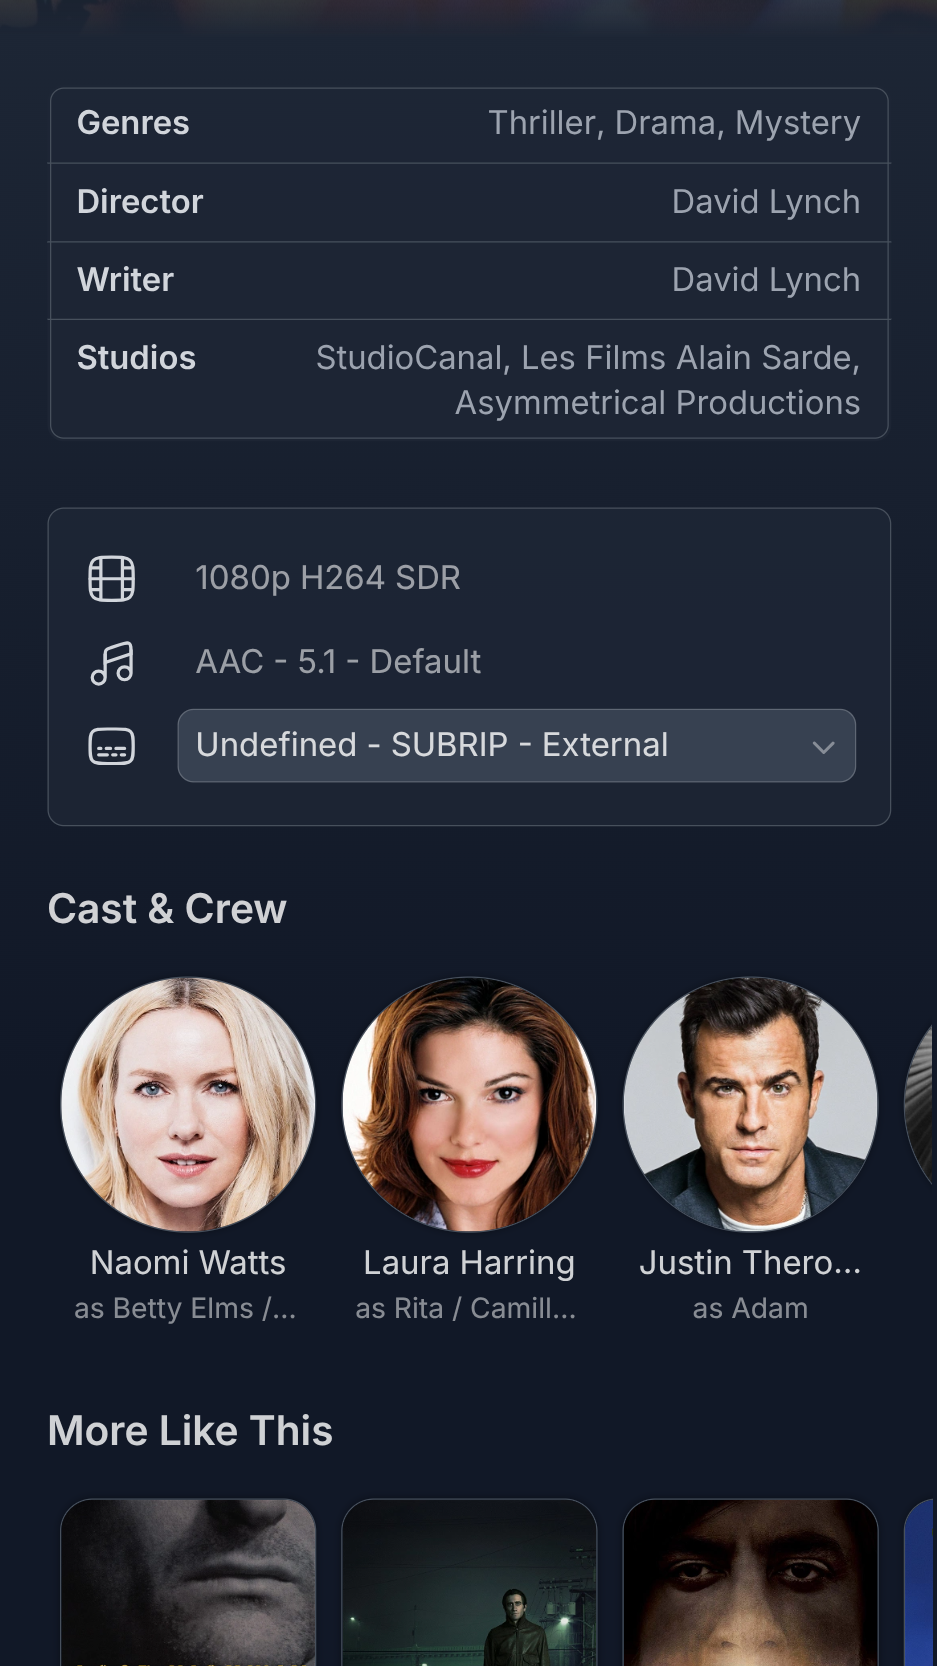 Genres
Thriller, Drama, Mystery
Director
David Lynch
Writer
David Lynch
Studios
StudioCanal, Les Films Alain Sarde,
Asymmetrical Productions
1080p H264 SDR
AAC - 5.1 - Default
Undefined - SUBRIP - External
Cast & Crew
Naomi Watts
as Betty Elms /...
Laura Harring
as Rita / Camill...
Justin Thero...
as Adam
More Like This